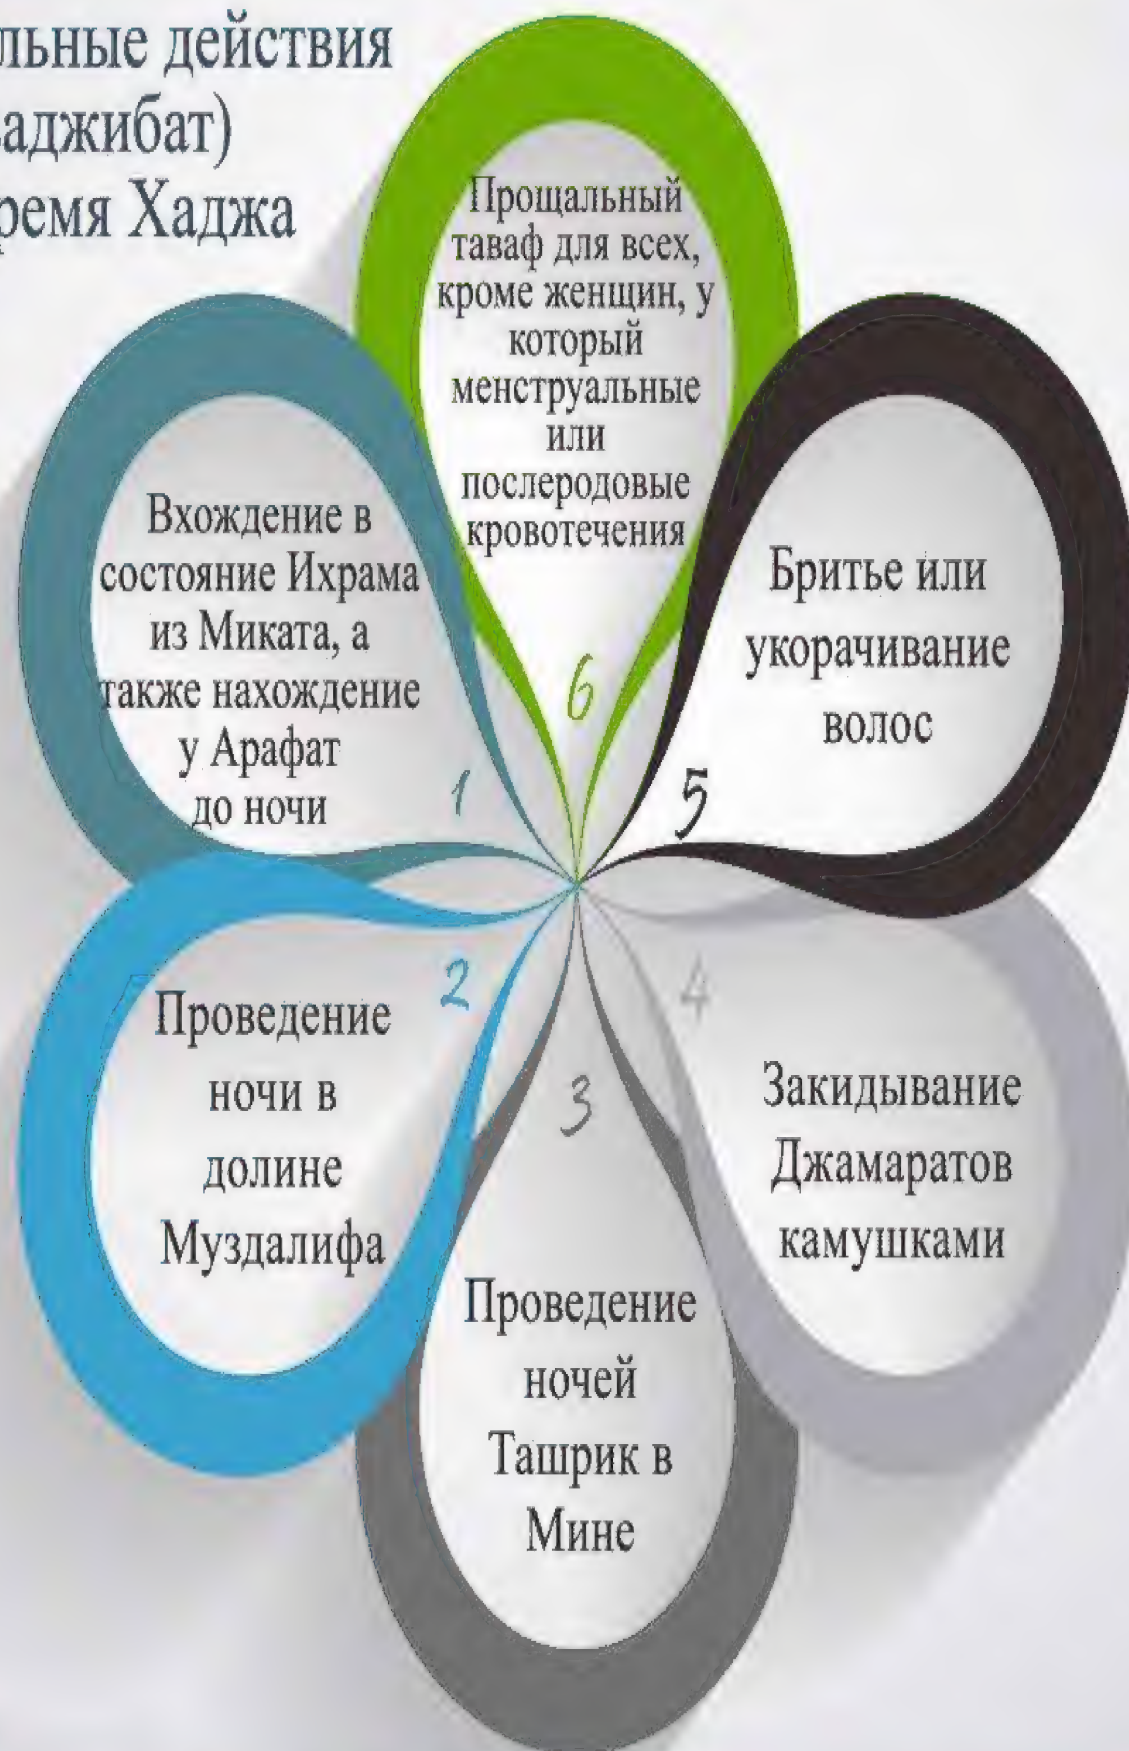 льные действия
аджибат)
ремя Хаджа
Прощальный
таваф для всех,
кроме женщин, у
который
менструальные
или
послеродовые
кровотечения
6
Вхождение в
состояние Ихрама
из Миката, а
также нахождение
у Арафат
до ночи
1
Бритье или
укорачивание
волос
5
2
Проведение
ночи в
долине
Муздалифа
3
Проведение
ночей
Ташрик в
Мине
4
Закидывание
Джамаратов
камушками